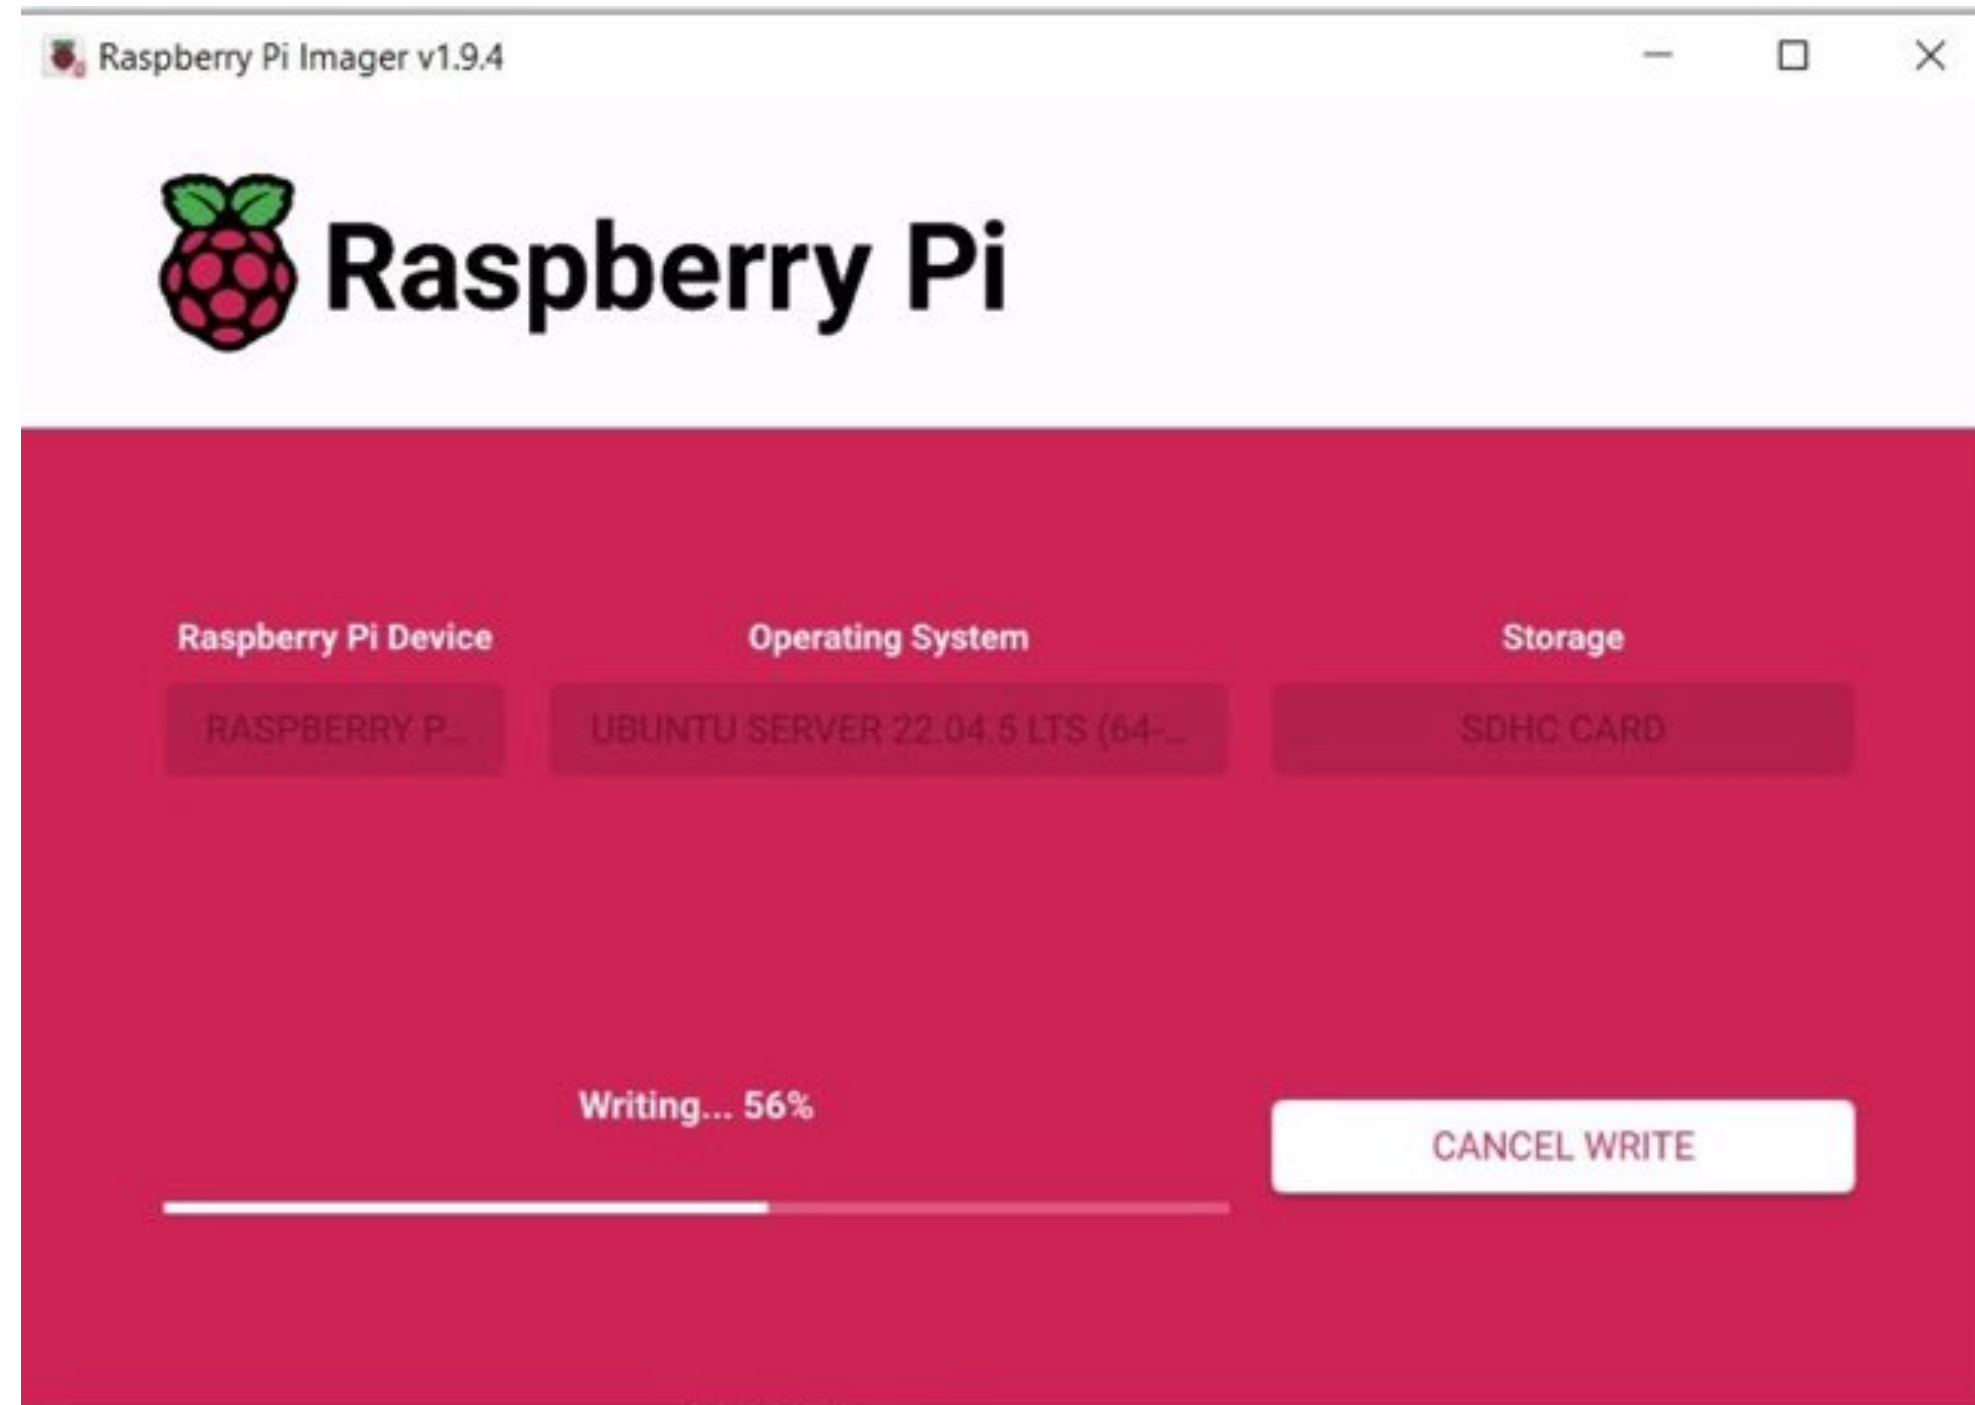 Raspberry Pi Imager v1.9.4
Raspberry Pi
Raspberry Pi Device
Operating System
Storage
RASPBERRY P...
UBUNTU SERVER 22.04.5 LTS (64-...
SDHC CARD
Writing... 56%
CANCEL WRITE